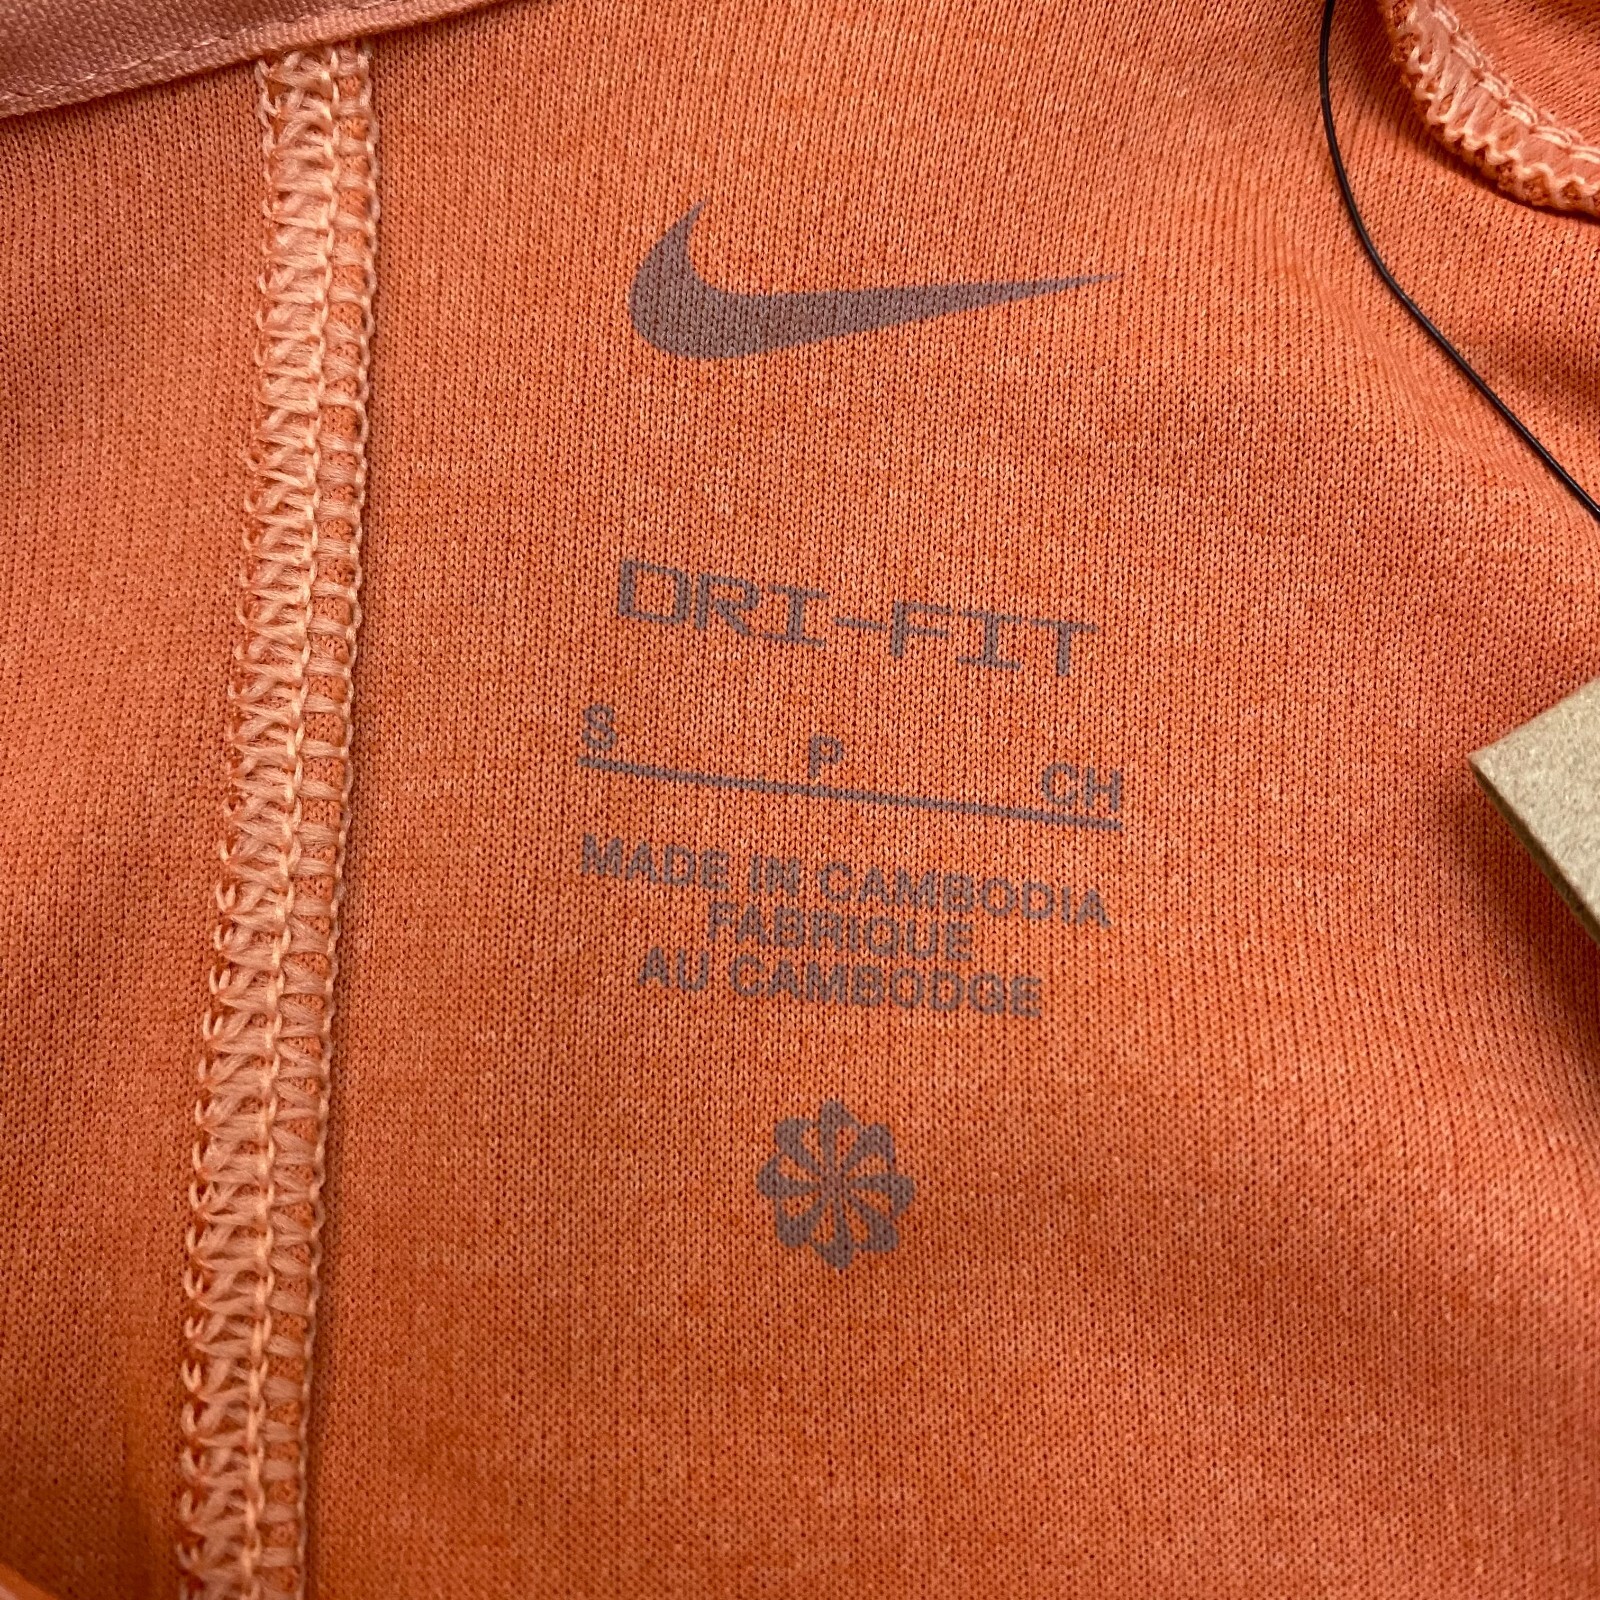 DRI-FIT
S P CH
MADE IN CAMBODIA
FABRIQUE
AU CAMBODGE